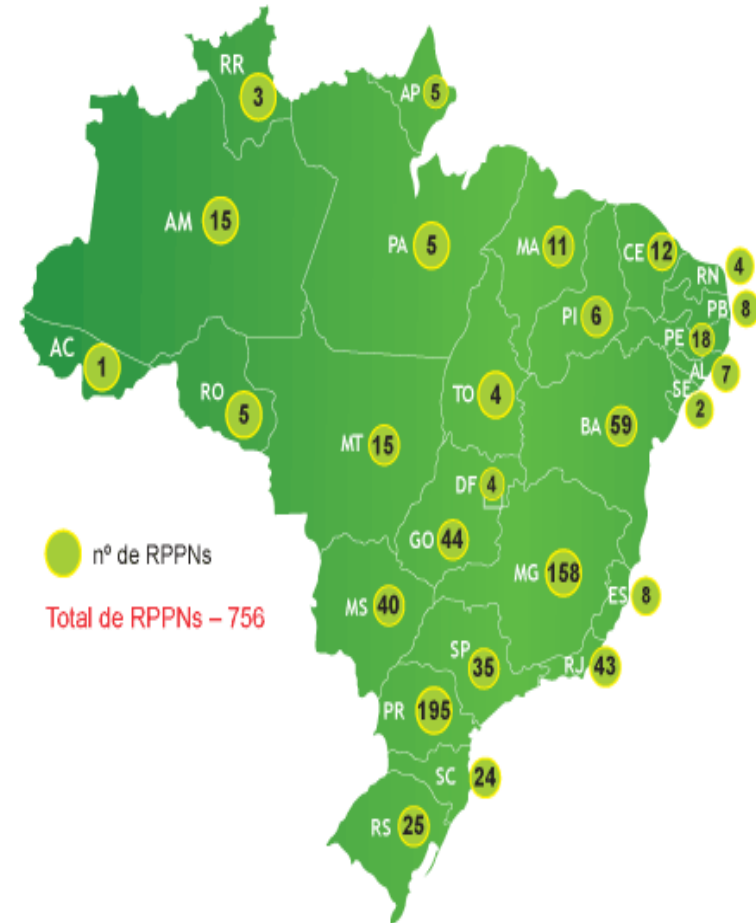 RR
3
AP 5
AM 15
PA 5
MA 11
CE 12
RN 4
PB 8
PI 6
PE 18
AL 7
SE 2
AC 1
RO 5
TO 4
MT 15
BA 59
DF 4
GO 44
nº de RPPNs
MG 158
ES 8
MS 40
Total de RPPNs – 756
SP 35
RJ 43
PR 195
SC 24
RS 25